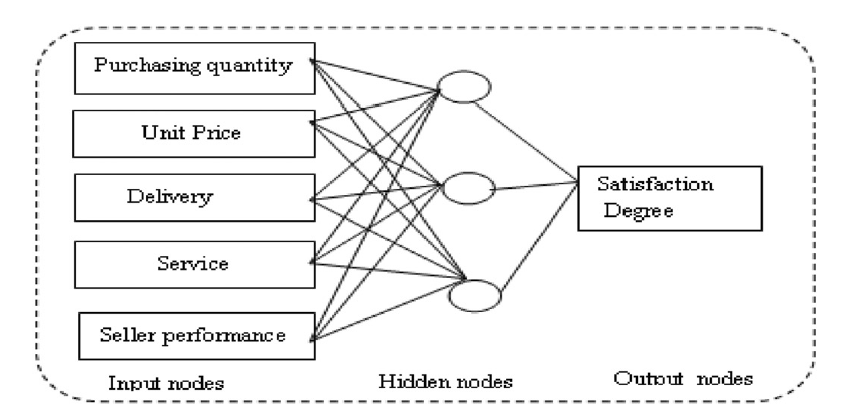 Purchasing quantity
Unit Price
Delivery
Service
Seller performance
Satisfaction
Degree
Input nodes
Hidden nodes
Output nodes